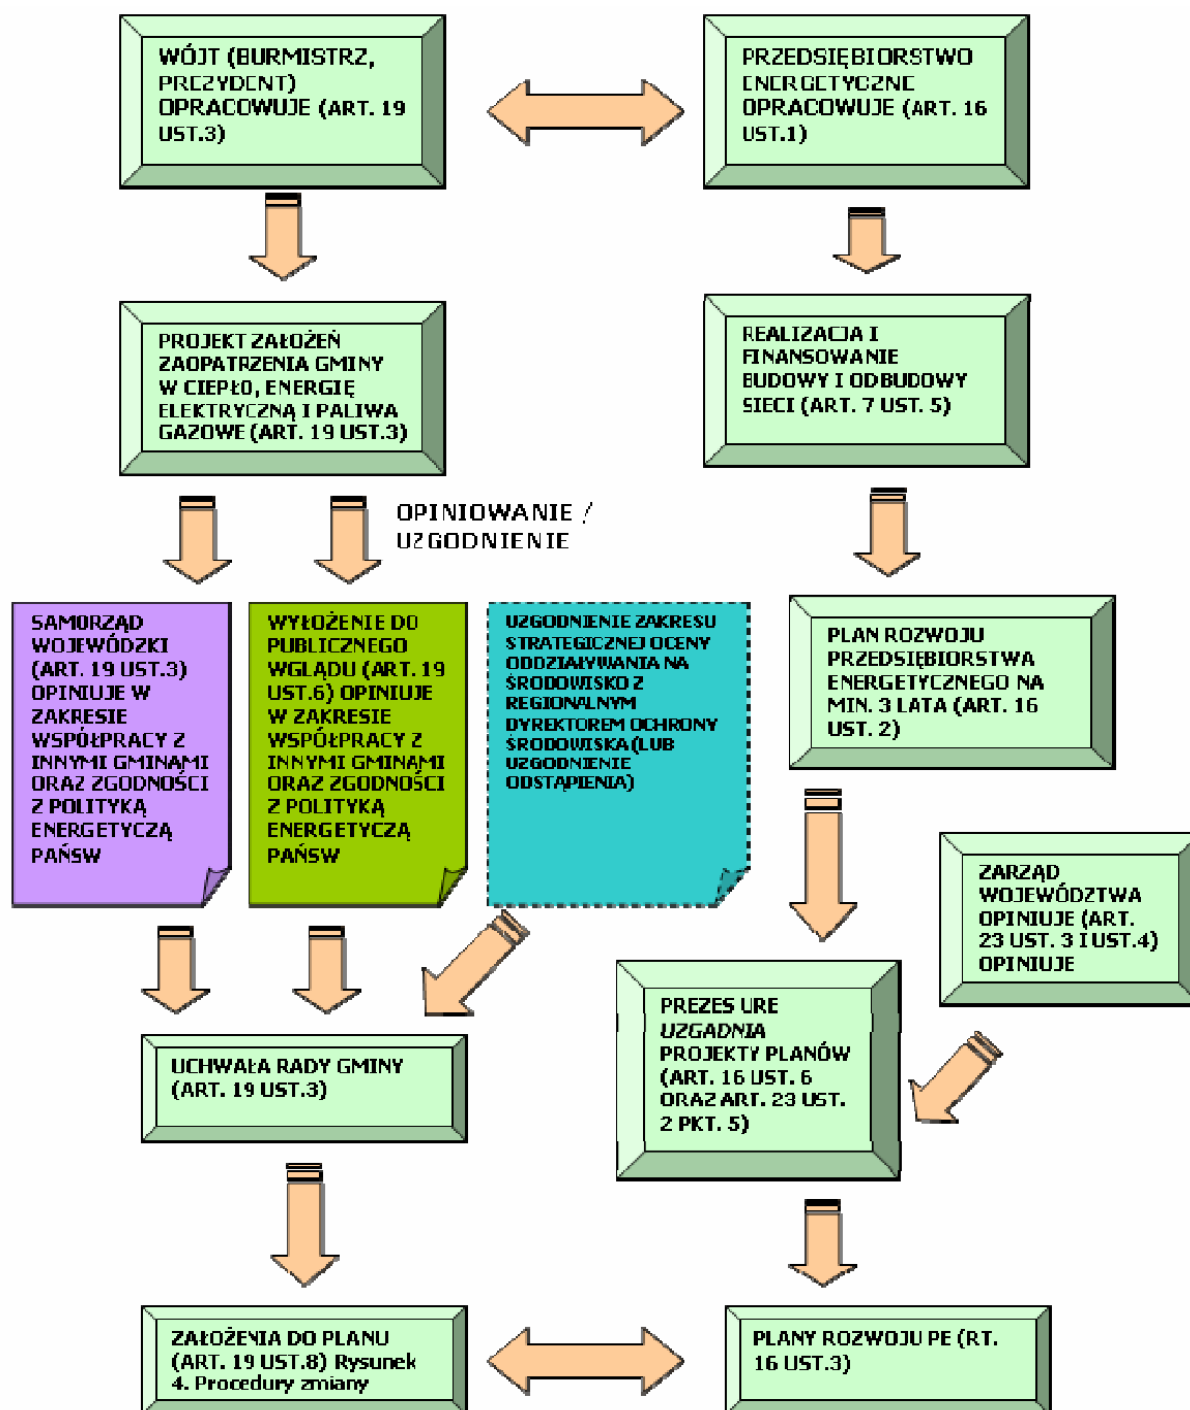 WÓJT (BURMISTRZ,
PREZYDENT)
OPRACOWUJE (ART. 19
UST.3)
PRZEDSIĘBIORSTWO
ENERGETYCZNE
OPRACOWUJE (ART. 16
UST.1)
PROJEKT ZAŁOŻEŃ
ZAOPATRZENIA GMINY
W CIEPŁO, ENERGIĘ
ELEKTRYCZNĄ I PALIWA
GAZOWE (ART. 19 UST.3)
REALIZACJA I
FINANSOWANIE
BUDOWY I ODBUDOWY
SIECI (ART. 7 UST. 5)
OPINIOWANIE /
UZGODNIENIE
SAMORZĄD
WOJEWÓDZKI
(ART. 19 UST.3)
OPINIUJE W
ZAKRESIE
WSPÓŁPRACY Z
INNYMI GMINAMI
ORAZ ZGODNOŚCI
Z POLITYKĄ
ENERGETYCZĄ
PAŃSW
WYŁOŻENIE DO
PUBLICZNEGO
WGLĄDU (ART. 19
UST.6) OPINIUJE
W ZAKRESIE
WSPÓŁPRACY Z
INNYMI GMINAMI
ORAZ ZGODNOŚCI
Z POLITYKĄ
ENERGETYCZĄ
PAŃSW
UZGODNIENIE ZAKRESU
STRATEGICZNEJ OCENY
ODDZIAŁYWANIA NA
ŚRODOWISKO Z
REGIONALNYM
DYREKTOREM OCHRONY
ŚRODOWISKA (LUB
UZGODNIENIE
ODSTĄPIENIA)
PLAN ROZWOJU
PRZEDSIĘBIORSTWA
ENERGETYCZNEGO NA
MIN. 3 LATA (ART. 16
UST. 2)
ZARZĄD
WOJEWÓDZTWA
OPINIUJE (ART.
23 UST. 3 I UST.4)
OPINIUJE
PREZES URE
UZGADNIA
PROJEKTY PLANÓW
(ART. 16 UST. 6
ORAZ ART. 23 UST.
2 PKT. 5)
UCHWAŁA RADY GMINY
(ART. 19 UST.3)
ZAŁOŻENIA DO PLANU
(ART. 19 UST.8) Rysunek
4. Procedury zmiany
PLANY ROZWOJU PE (RT.
16 UST.3)